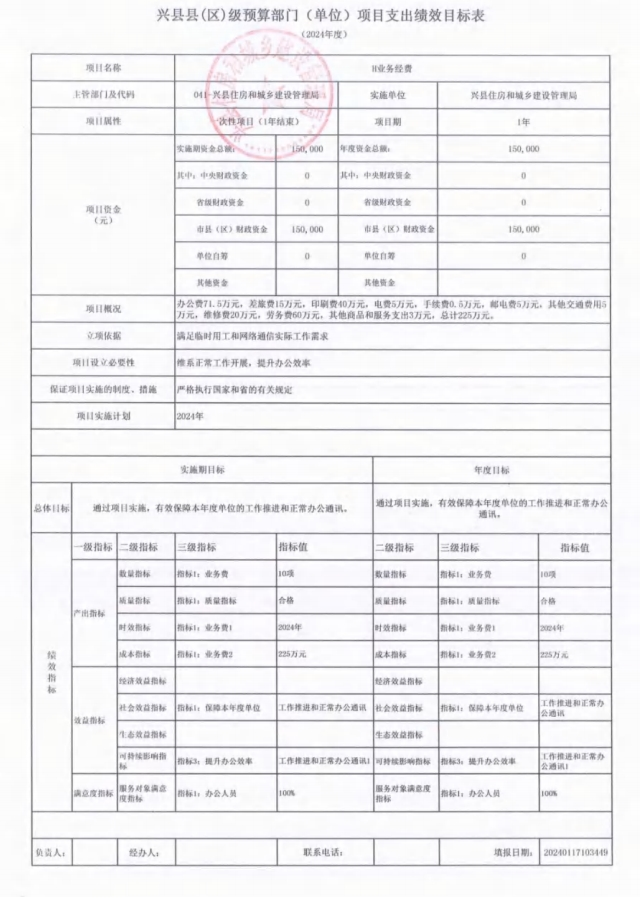 兴县县(区)级预算部门（单位）项目支出绩效目标表
（2024年度）
项目名称 H业务经费
主管部门及代码 041-兴县住房和城乡建设管理局 实施单位 兴县住房和城乡建设管理局
项目属性 一次性项目（1年结束） 项目期 1年
项目资金（元） 实施期资金总额： 150,000 年度资金总额： 150,000
其中：中央财政资金 0 其中：中央财政资金 0
省级财政资金 0 省级财政资金 0
市县（区）财政资金 150,000 市县（区）财政资金 150,000
单位自筹 0 单位自筹 0
其他资金 其他资金
项目概况 办公费71.5万元，差旅费15万元，印刷费40万元，电费5万元，手续费0.5万元，邮电费5万元，其他交通费用5
万元，维修费20万元，劳务费60万元，其他商品和服务支出3万元，总计225万元。
立项依据 满足临时用工和网络通信实际工作需求
项目设立必要性 维系正常工作开展，提升办公效率
保证项目实施的制度、措施 严格执行国家和省的有关规定
项目实施计划 2024年
实施期目标 年度目标
总体目标 通过项目实施，有效保障本年度单位的工作推进和正常办公通讯。 通过项目实施，有效保障本年度单位的工作推进和正常办公
通讯。
绩效指标 一级指标 二级指标 三级指标 指标值 二级指标 三级指标 指标值
产出指标 数量指标 指标1：业务费 10项 数量指标 指标1：业务费 10项
质量指标 指标1：质量指标 合格 质量指标 指标1：质量指标 合格
时效指标 指标1：业务费1 2024年 时效指标 指标1：业务费1 2024年
成本指标 指标1：业务费2 225万元 成本指标 指标1：业务费2 225万元
效益指标 经济效益指标 经济效益指标
社会效益指标 指标1：保障本年度单位 工作推进和正常办公通讯 社会效益指标 指标1：保障本年度单位 工作推进和正常办
公通讯
生态效益指标 生态效益指标
可持续影响指标 指标3：提升办公效率 工作推进和正常办公通讯1 可持续影响指标 指标3：提升办公效率 工作推进和正常办
公通讯1
满意度指标 服务对象满意度指标 指标1：办公人员 100% 服务对象满意度指标 指标1：办公人员 100%
负责人： 经办人： 联系电话： 填报日期： 20240117103449